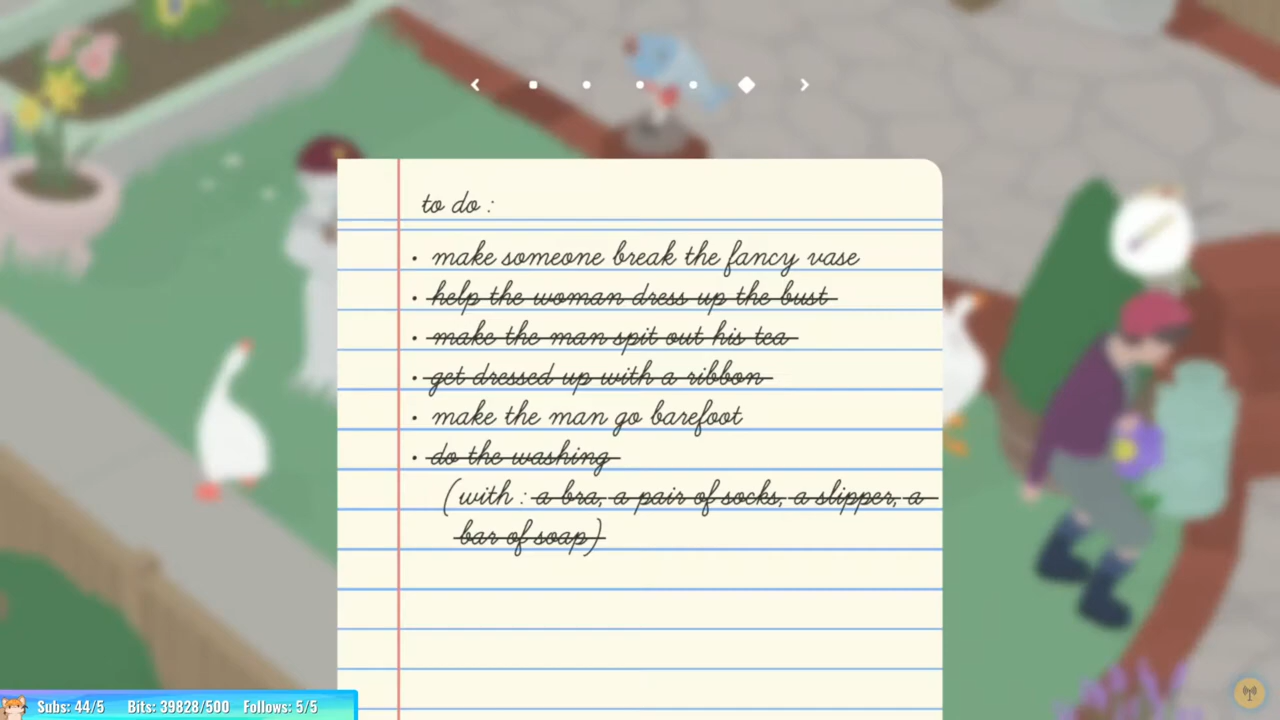 to do :
• make someone break the fancy vase
• help the woman dress up the bust
• make the man spit out his tea
• get dressed up with a ribbon
• make the man go barefoot
• do the washing
(with : a bra, a pair of socks, a slipper, a
bar of soap)
Subs: 44/5 Bits: 39828/500 Follows: 5/5